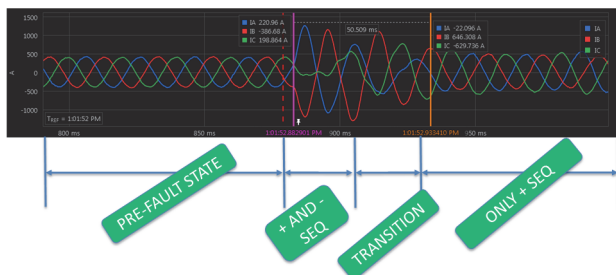 IA 220.96 A
IB -386.68 A
IC 198.864 A
50.509 ms
IA -22.096 A
IB 646.308 A
IC -629.736 A
IA
IB
IC
1500
1000
500
0
-500
-1000
A
1:01:52 PM
800 ms
850 ms
1:01:52.882901 PM
900 ms
1:01:52.933410 PM
950 ms
PRE-FAULT STATE
+ AND -
SEQ
TRANSITION
ONLY + SEQ